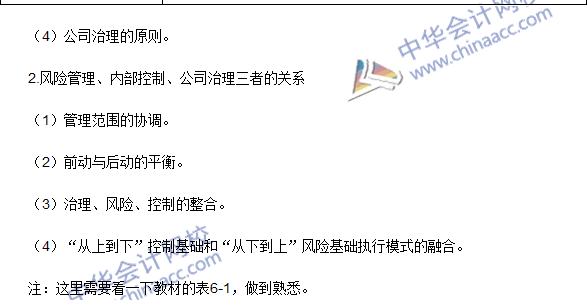 （4）公司治理的原则。
中华会计网校
www.chinaacc.com
2.风险管理、内部控制、公司治理三者的关系
（1）管理范围的协调。
（2）前动与后动的平衡。
（3）治理、风险、控制的整合。
（4）“从上到下”控制基础和“从下到上”风险基础执行模式的融合。
中华会计网校
注：这里需要看一下教材的表6-1，做到熟悉。